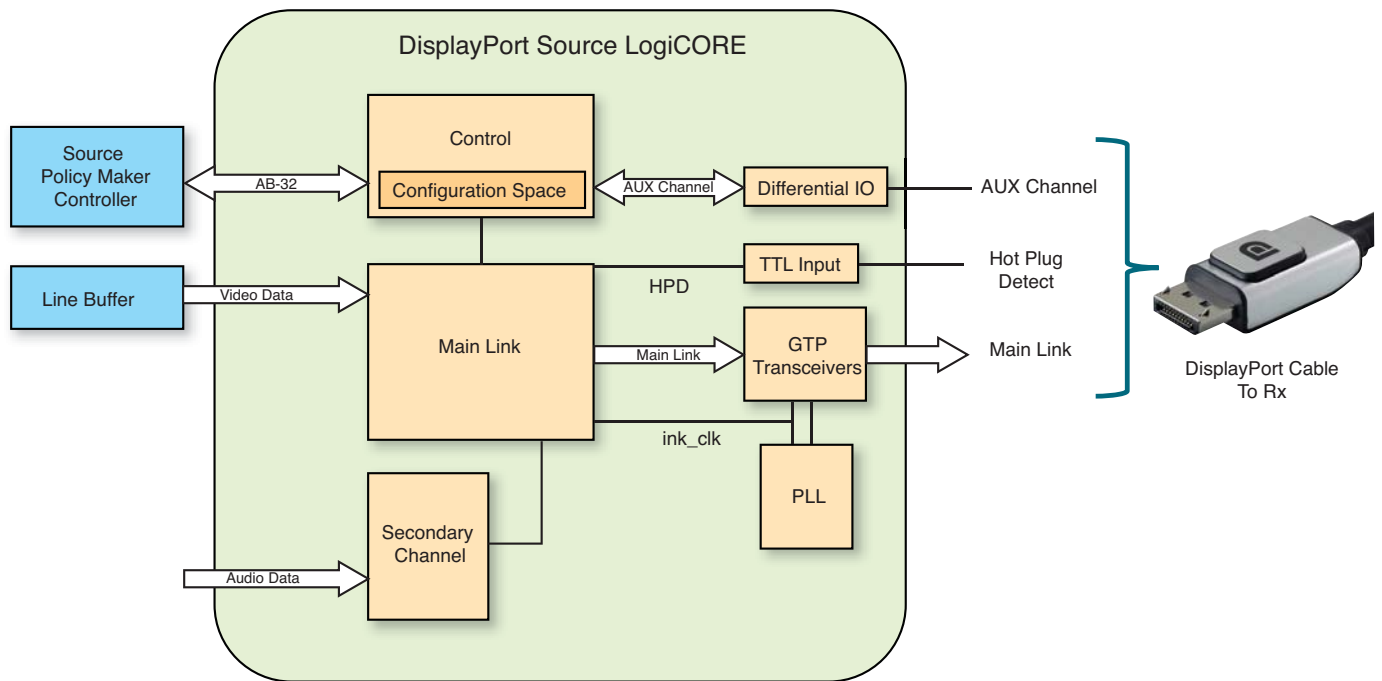 DisplayPort Source LogiCORE
Source
Policy Maker
Controller
AB-32
Control
Configuration Space
AUX Channel
Differential IO
AUX Channel
Line Buffer
Video Data
Main Link
HPD
TTL Input
Hot Plug
Detect
Main Link
GTP
Transceivers
Main Link
ink_clk
PLL
Secondary
Channel
Audio Data
DisplayPort Cable
To Rx